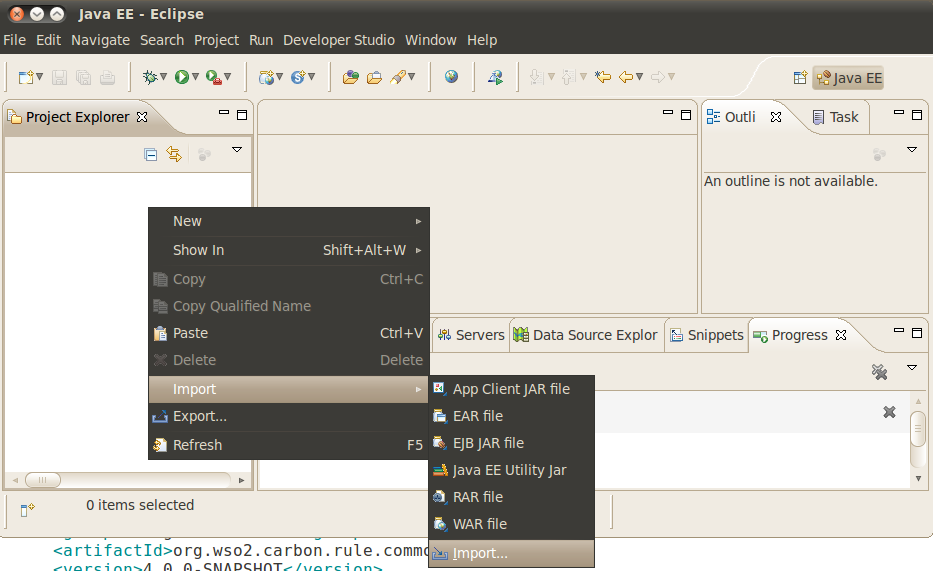 Java EE - Eclipse
File Edit Navigate Search Project Run Developer Studio Window Help
Java EE
Project Explorer
Outli
Task
An outline is not available.
New
Show In Shift+Alt+W
Copy Ctrl+C
Copy Qualified Name
Paste Ctrl+V
Delete Delete
Import
Export...
Refresh F5
Servers
Data Source Explor
Snippets
Progress
App Client JAR file
EAR file
EJB JAR file
Java EE Utility Jar
RAR file
WAR file
Import...
0 items selected
<artifactId>org.wso2.carbon.rule.commo
<version>4.0.0-SNAPSHOT</version>